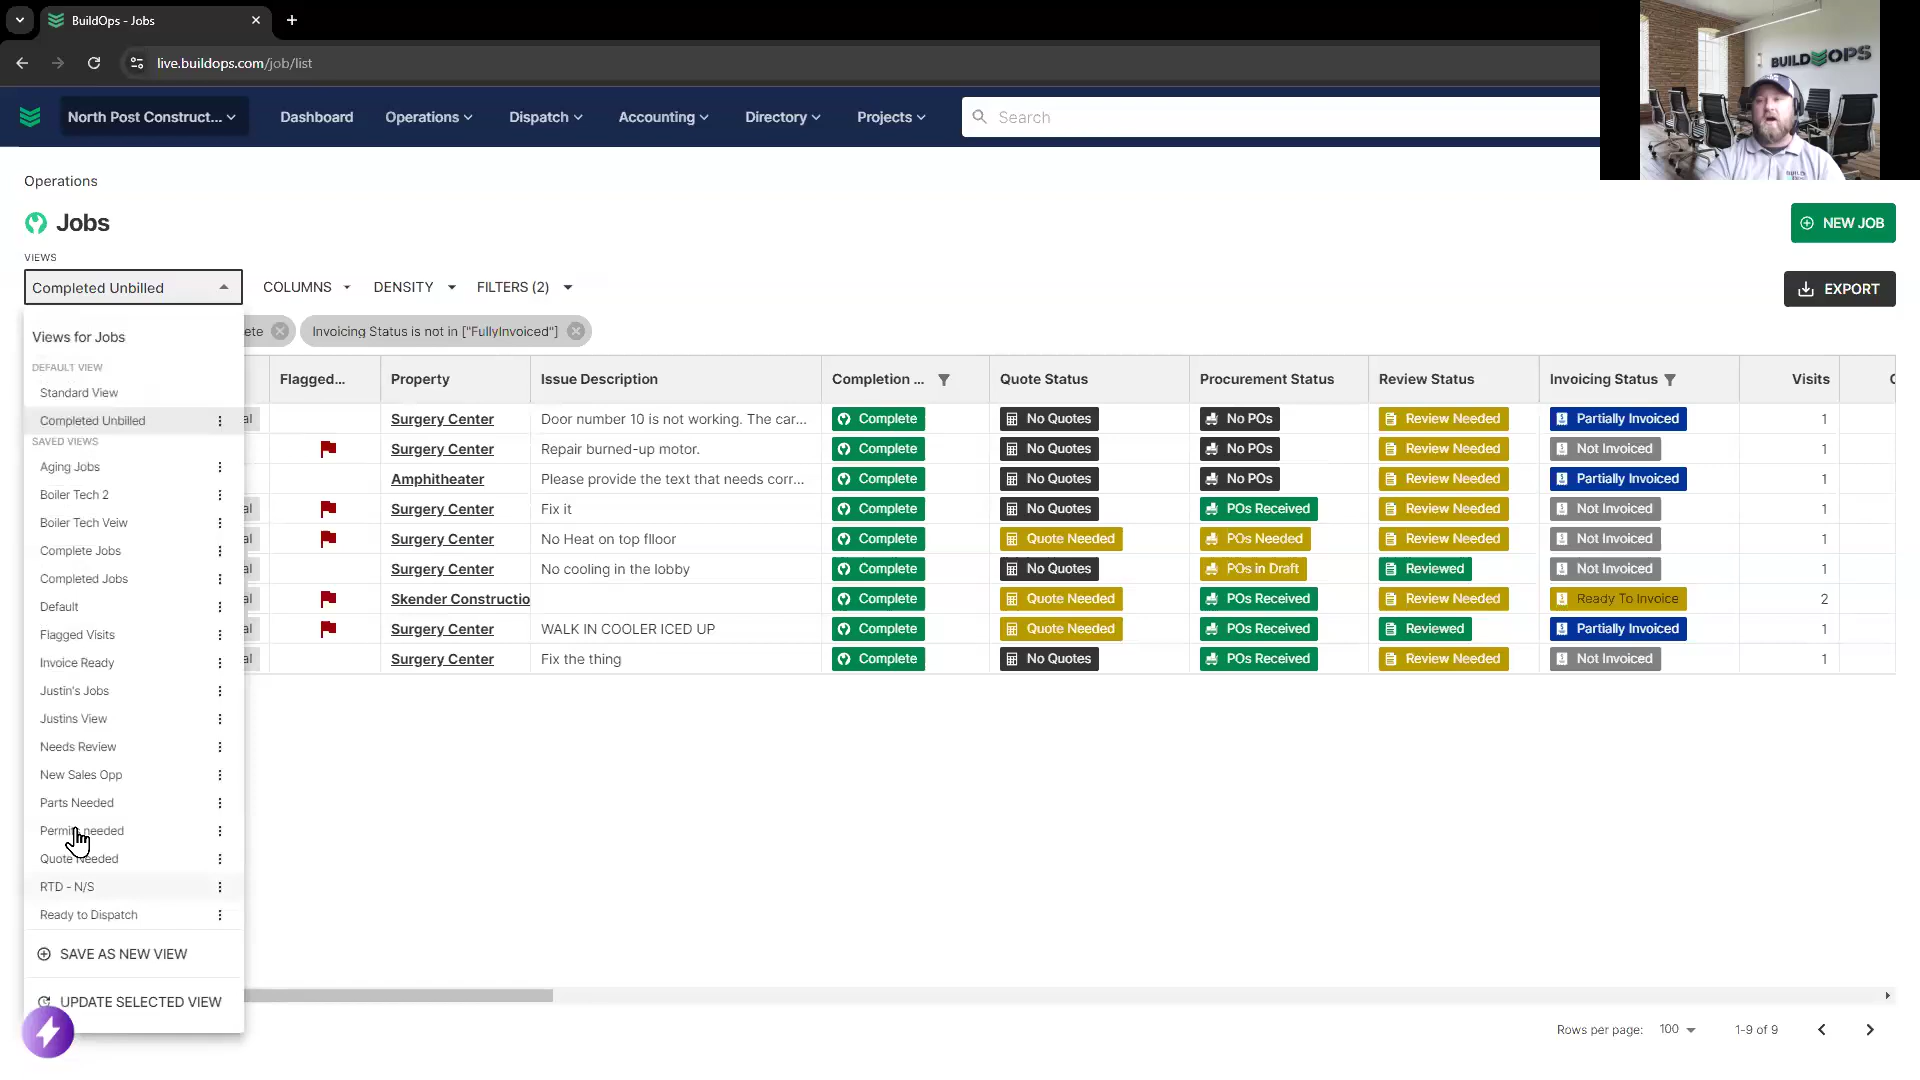 BuildOps - Jobs
live.buildops.com/job/list
BUILDOPS
North Post Construct...
Dashboard
Operations
Dispatch
Accounting
Directory
Projects
Search
Operations
Jobs
NEW JOB
VIEWS
Completed Unbilled
COLUMNS
DENSITY
FILTERS (2)
EXPORT
ete
Invoicing Status is not in ["FullyInvoiced"]
Views for Jobs
DEFAULT VIEW
Standard View
Completed Unbilled
SAVED VIEWS
Aging Jobs
Boiler Tech 2
Boiler Tech Veiw
Complete Jobs
Completed Jobs
Default
Flagged Visits
Invoice Ready
Justin's Jobs
Justins View
Needs Review
New Sales Opp
Parts Needed
Permits needed
Quote Needed
RTD - N/S
Ready to Dispatch
SAVE AS NEW VIEW
UPDATE SELECTED VIEW
Flagged... Property Issue Description Completion ... Quote Status Procurement Status Review Status Invoicing Status Visits
al Surgery Center Door number 10 is not working. The car... Complete No Quotes No POs Review Needed Partially Invoiced 1
Surgery Center Repair burned-up motor. Complete No Quotes No POs Review Needed Not Invoiced 1
Amphitheater Please provide the text that needs corr... Complete No Quotes No POs Review Needed Partially Invoiced 1
al Surgery Center Fix it Complete No Quotes POs Received Review Needed Not Invoiced 1
al Surgery Center No Heat on top flloor Complete Quote Needed POs Needed Review Needed Not Invoiced 1
al Surgery Center No cooling in the lobby Complete No Quotes POs in Draft Reviewed Not Invoiced 1
al Skender Constructio Complete Quote Needed POs Received Review Needed Ready To Invoice 2
al Surgery Center WALK IN COOLER ICED UP Complete Quote Needed POs Received Reviewed Partially Invoiced 1
al Surgery Center Fix the thing Complete No Quotes POs Received Review Needed Not Invoiced 1
Rows per page: 100 1-9 of 9